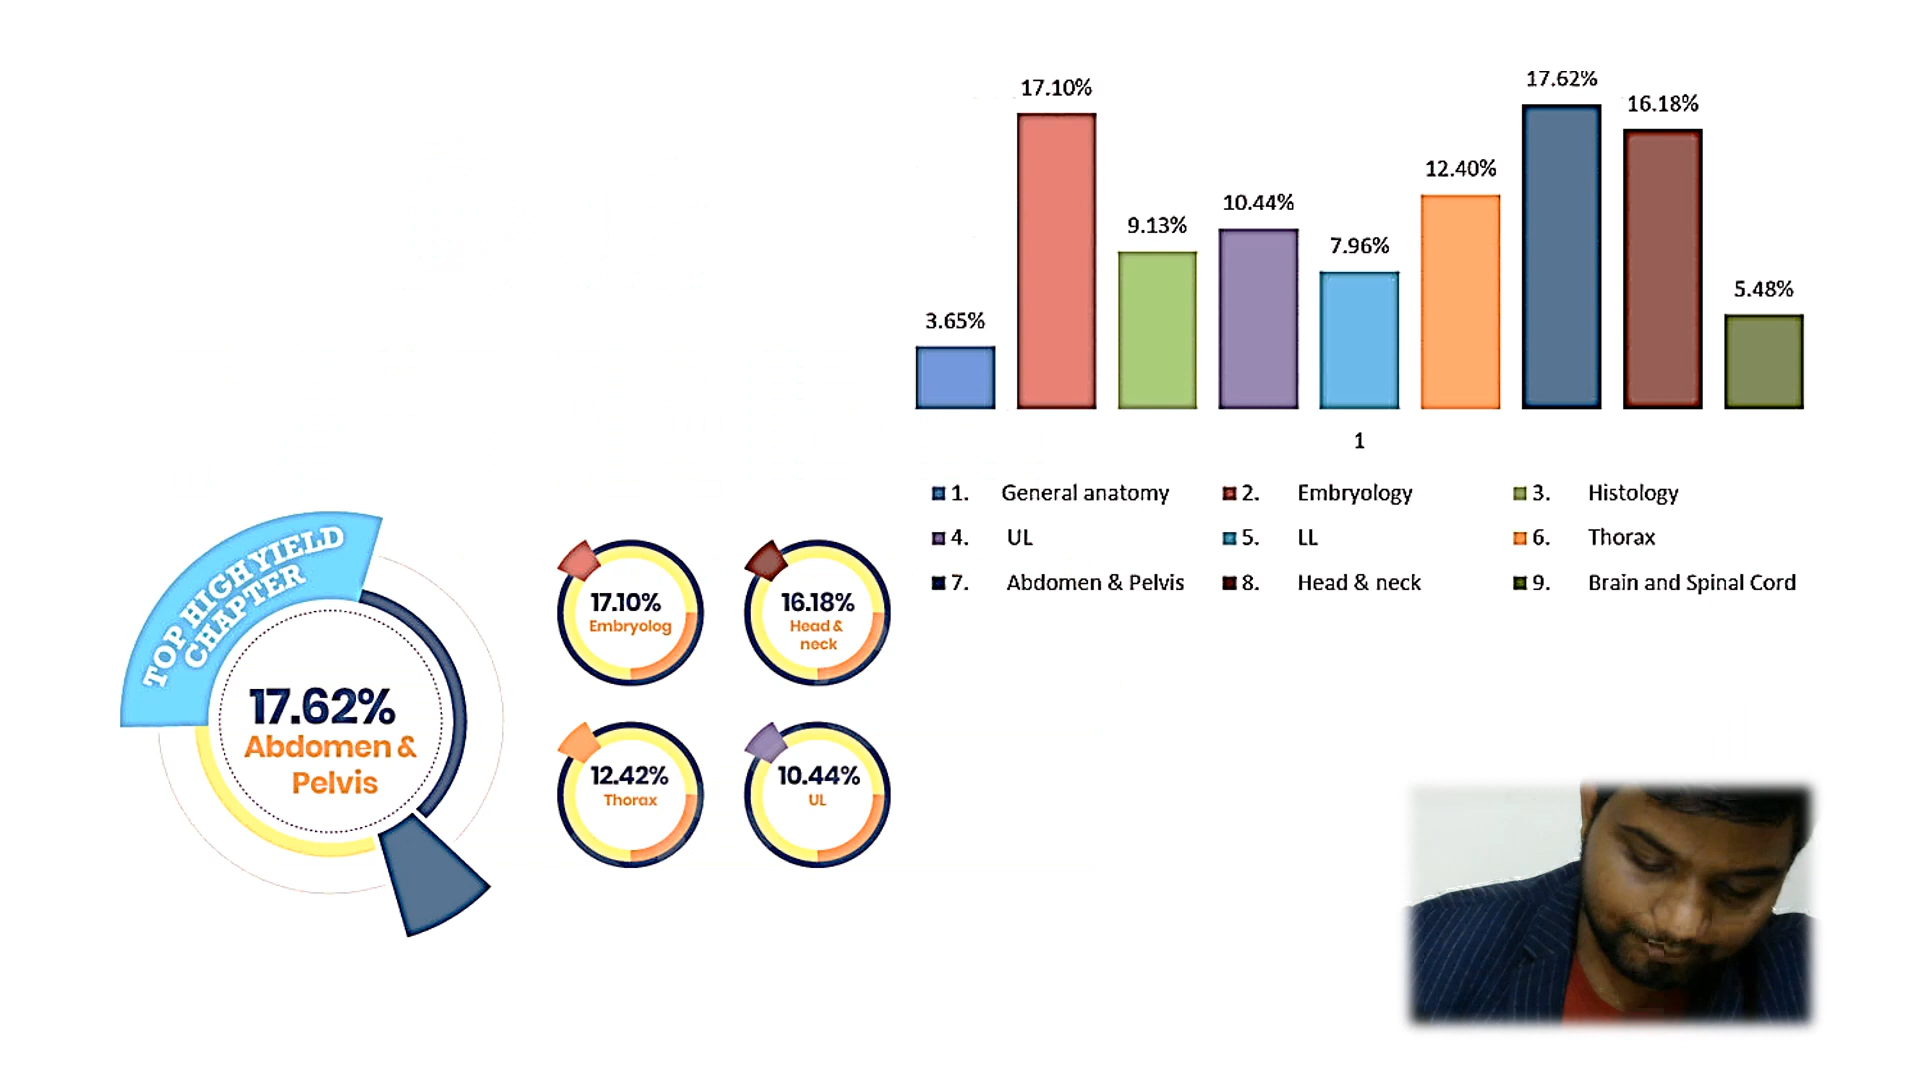 17.10%
17.62%
16.18%
12.40%
10.44%
9.13%
7.96%
5.48%
3.65%
1
1. General anatomy
2. Embryology
3. Histology
4. UL
5. LL
6. Thorax
7. Abdomen & Pelvis
8. Head & neck
9. Brain and Spinal Cord
TOP HIGH YIELD
CHAPTER
17.62%
Abdomen &
Pelvis
17.10%
Embryolog
16.18%
Head &
neck
12.42%
Thorax
10.44%
UL